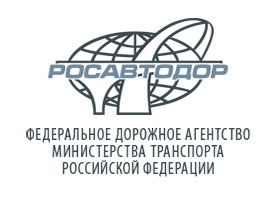 РОСАВТОДОР
ФЕДЕРАЛЬНОЕ ДОРОЖНОЕ АГЕНТСТВО
МИНИСТЕРСТВА ТРАНСПОРТА
РОССИЙСКОЙ ФЕДЕРАЦИИ